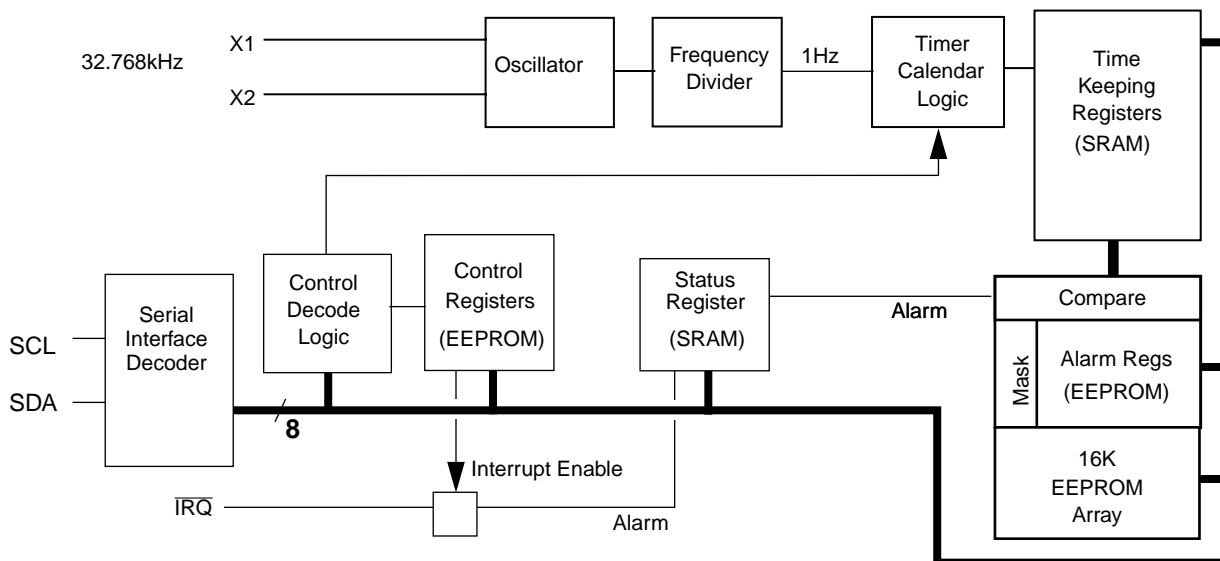 32.768kHz
X1
X2
Oscillator
Frequency
Divider
1Hz
Timer
Calendar
Logic
Time
Keeping
Registers
(SRAM)
SCL
SDA
Serial
Interface
Decoder
8
Control
Decode
Logic
Control
Registers
(EEPROM)
Status
Register
(SRAM)
Alarm
Compare
Mask
Alarm Regs
(EEPROM)
16K
EEPROM
Array
Interrupt Enable
IRQ
Alarm